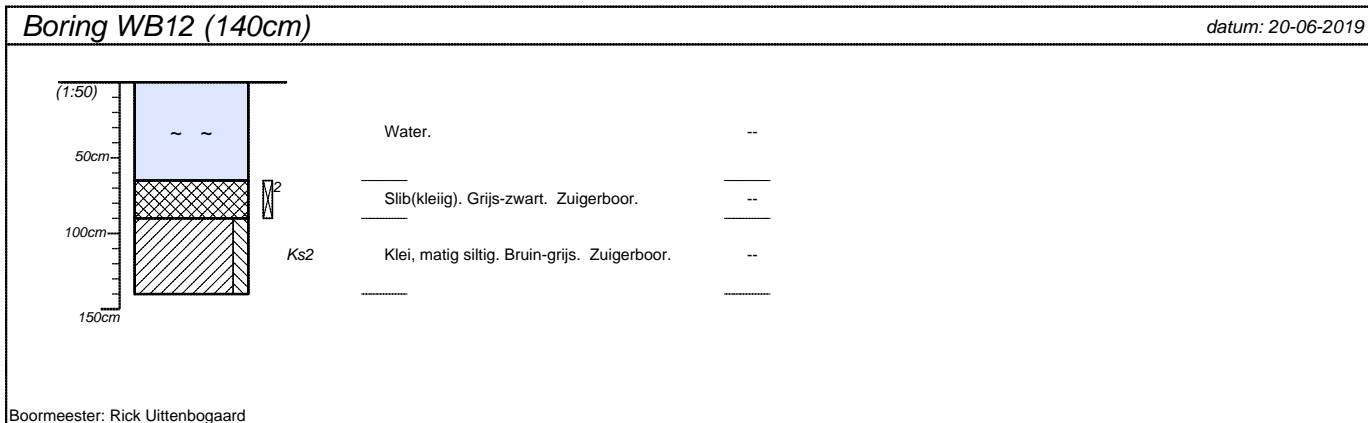 Boring WB12 (140cm) datum: 20-06-2019
(1:50)
~ ~ Water. --
50cm
2
Slib(kleiig). Grijs-zwart. Zuigerboor. --
100cm
Ks2 Klei, matig siltig. Bruin-grijs. Zuigerboor. --
150cm
Boormeester: Rick Uittenbogaard